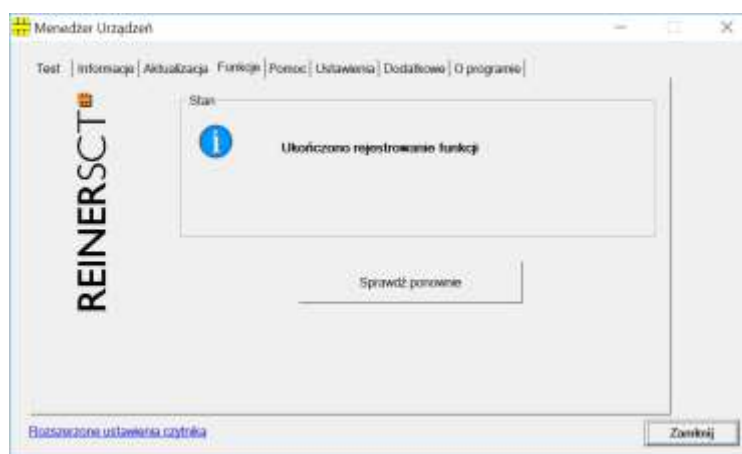 Menedżer Urządzeń
Test Informacje Aktualizacja Funkcje Pomoc Ustawienia Dodatkowe O programie
REINERSCT
Stan
Ukończono rejestrowanie funkcji
Sprawdź ponownie
Rozszerzone ustawienia czytnika
Zamknij